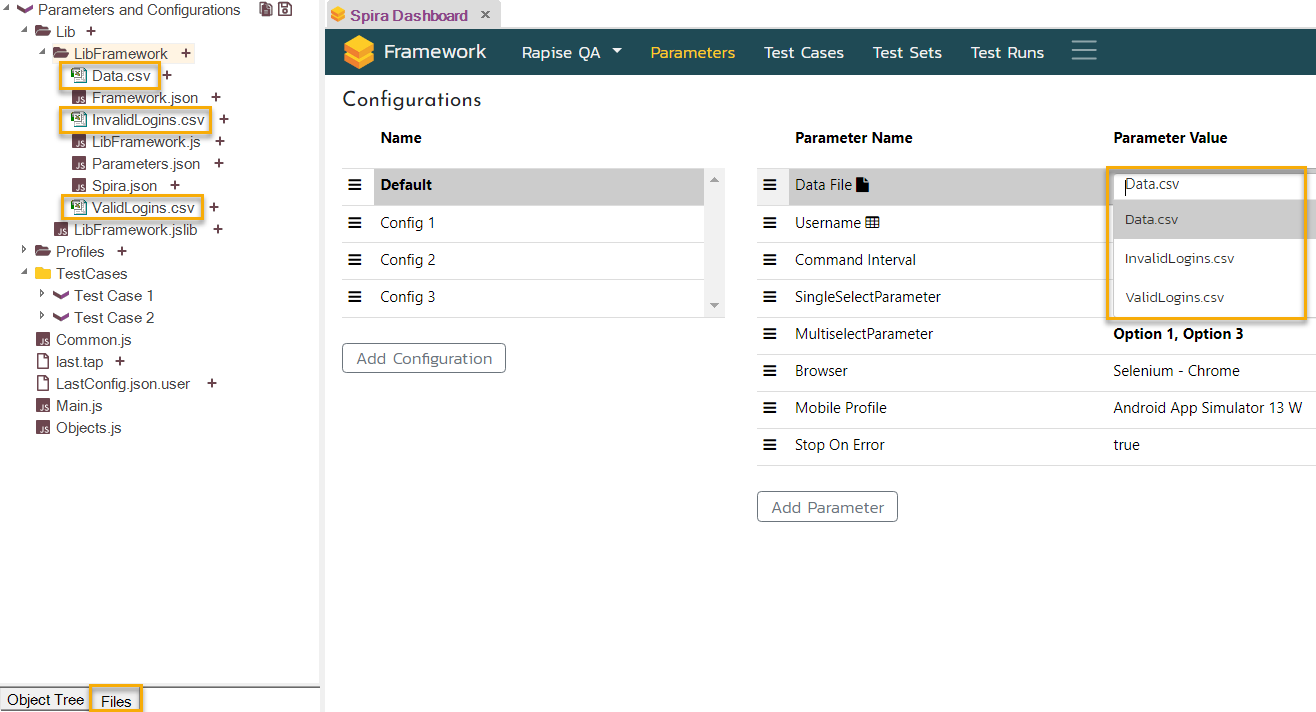 Parameters and Configurations
Lib +
LibFramework +
Data.csv +
Framework.json +
InvalidLogins.csv +
LibFramework.js +
Parameters.json +
Spira.json +
ValidLogins.csv +
LibFramework.jslib +
Profiles +
TestCases
Test Case 1
Test Case 2
Common.js
last.tap +
LastConfig.json.user +
Main.js
Objects.js
Object Tree Files
Spira Dashboard ×
Framework Rapise QA Parameters Test Cases Test Sets Test Runs
Configurations
Name
Default
Config 1
Config 2
Config 3
Add Configuration
Parameter Name Parameter Value
Data File Data.csv
Data.csv
InvalidLogins.csv
ValidLogins.csv
Username
Command Interval
SingleSelectParameter
MultiselectParameter Option 1, Option 3
Browser Selenium - Chrome
Mobile Profile Android App Simulator 13 W
Stop On Error true
Add Parameter